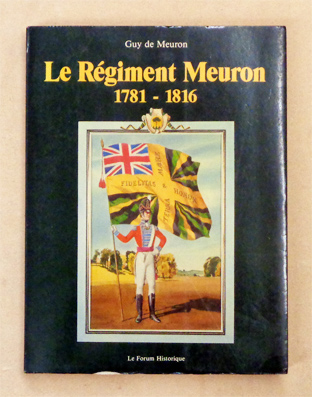 Guy de Meuron
Le Régiment Meuron
1781 - 1816
Le Forum Historique